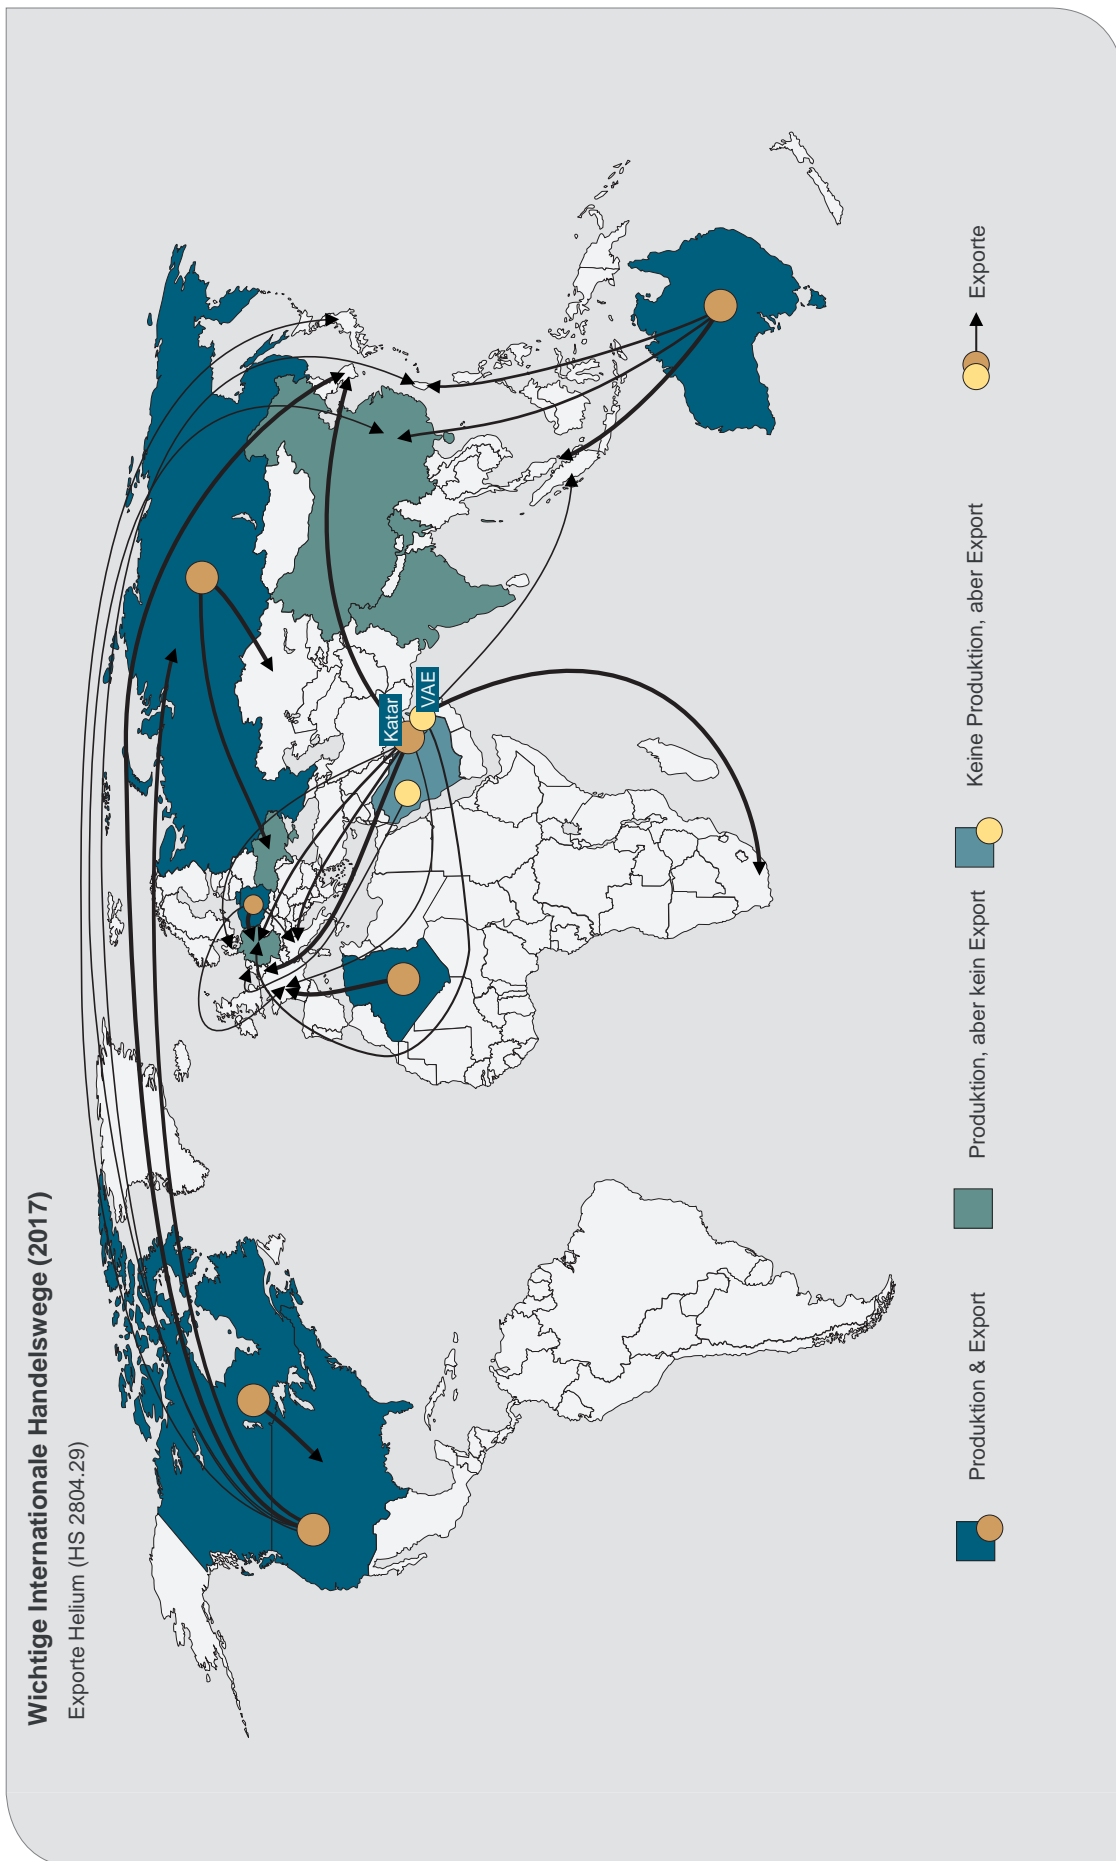 Wichtige Internationale Handelswege (2017)
Exporte Helium (HS 2804.29)
Katar
VAE
Produktion & Export
Produktion, aber kein Export
Keine Produktion, aber Export
Exporte